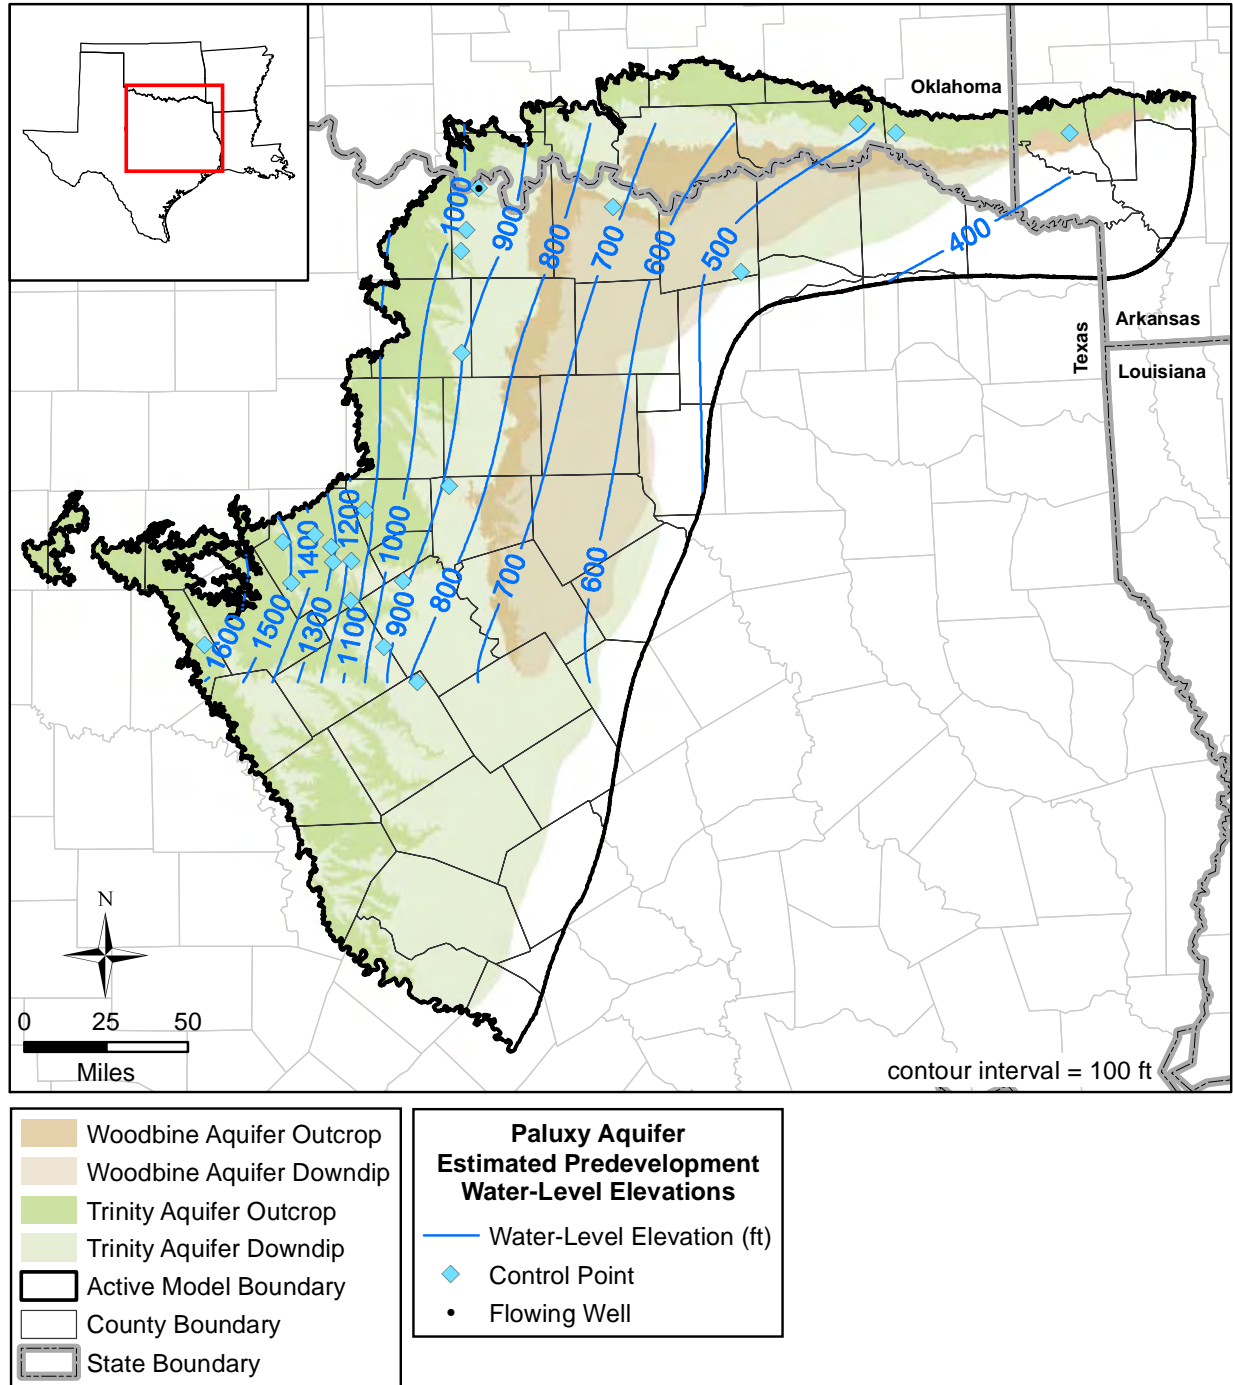 Oklahoma
1000
900
800
700
600
500
400
Arkansas
Texas
Louisiana
1200
1400
1000
600
800
700
900
1500
1300
1100
1600
N
0 25 50
Miles
contour interval = 100 ft
Woodbine Aquifer Outcrop
Woodbine Aquifer Downdip
Trinity Aquifer Outcrop
Trinity Aquifer Downdip
Active Model Boundary
County Boundary
State Boundary
Paluxy Aquifer
Estimated Predevelopment
Water-Level Elevations
Water-Level Elevation (ft)
Control Point
Flowing Well